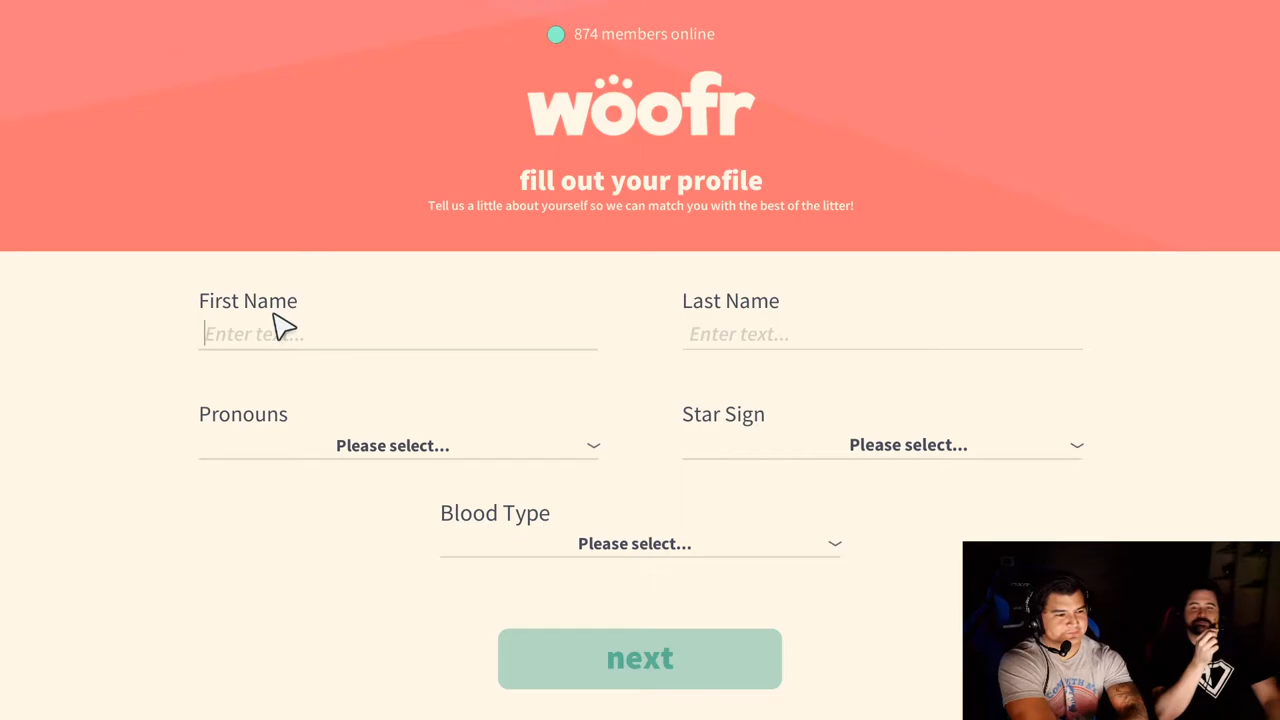 874 members online
wöofr
fill out your profile
Tell us a little about yourself so we can match you with the best of the litter!
First Name
Enter text...
Last Name
Enter text...
Pronouns
Please select...
Star Sign
Please select...
Blood Type
Please select...
next